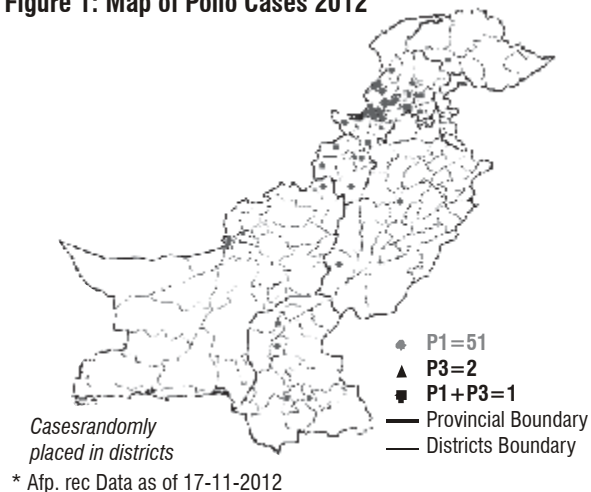 Figure 1: Map of Polio Cases 2012
P1=51
P3=2
P1+P3=1
Provincial Boundary
Districts Boundary
Casesrandomly
placed in districts
* Afp. rec Data as of 17-11-2012